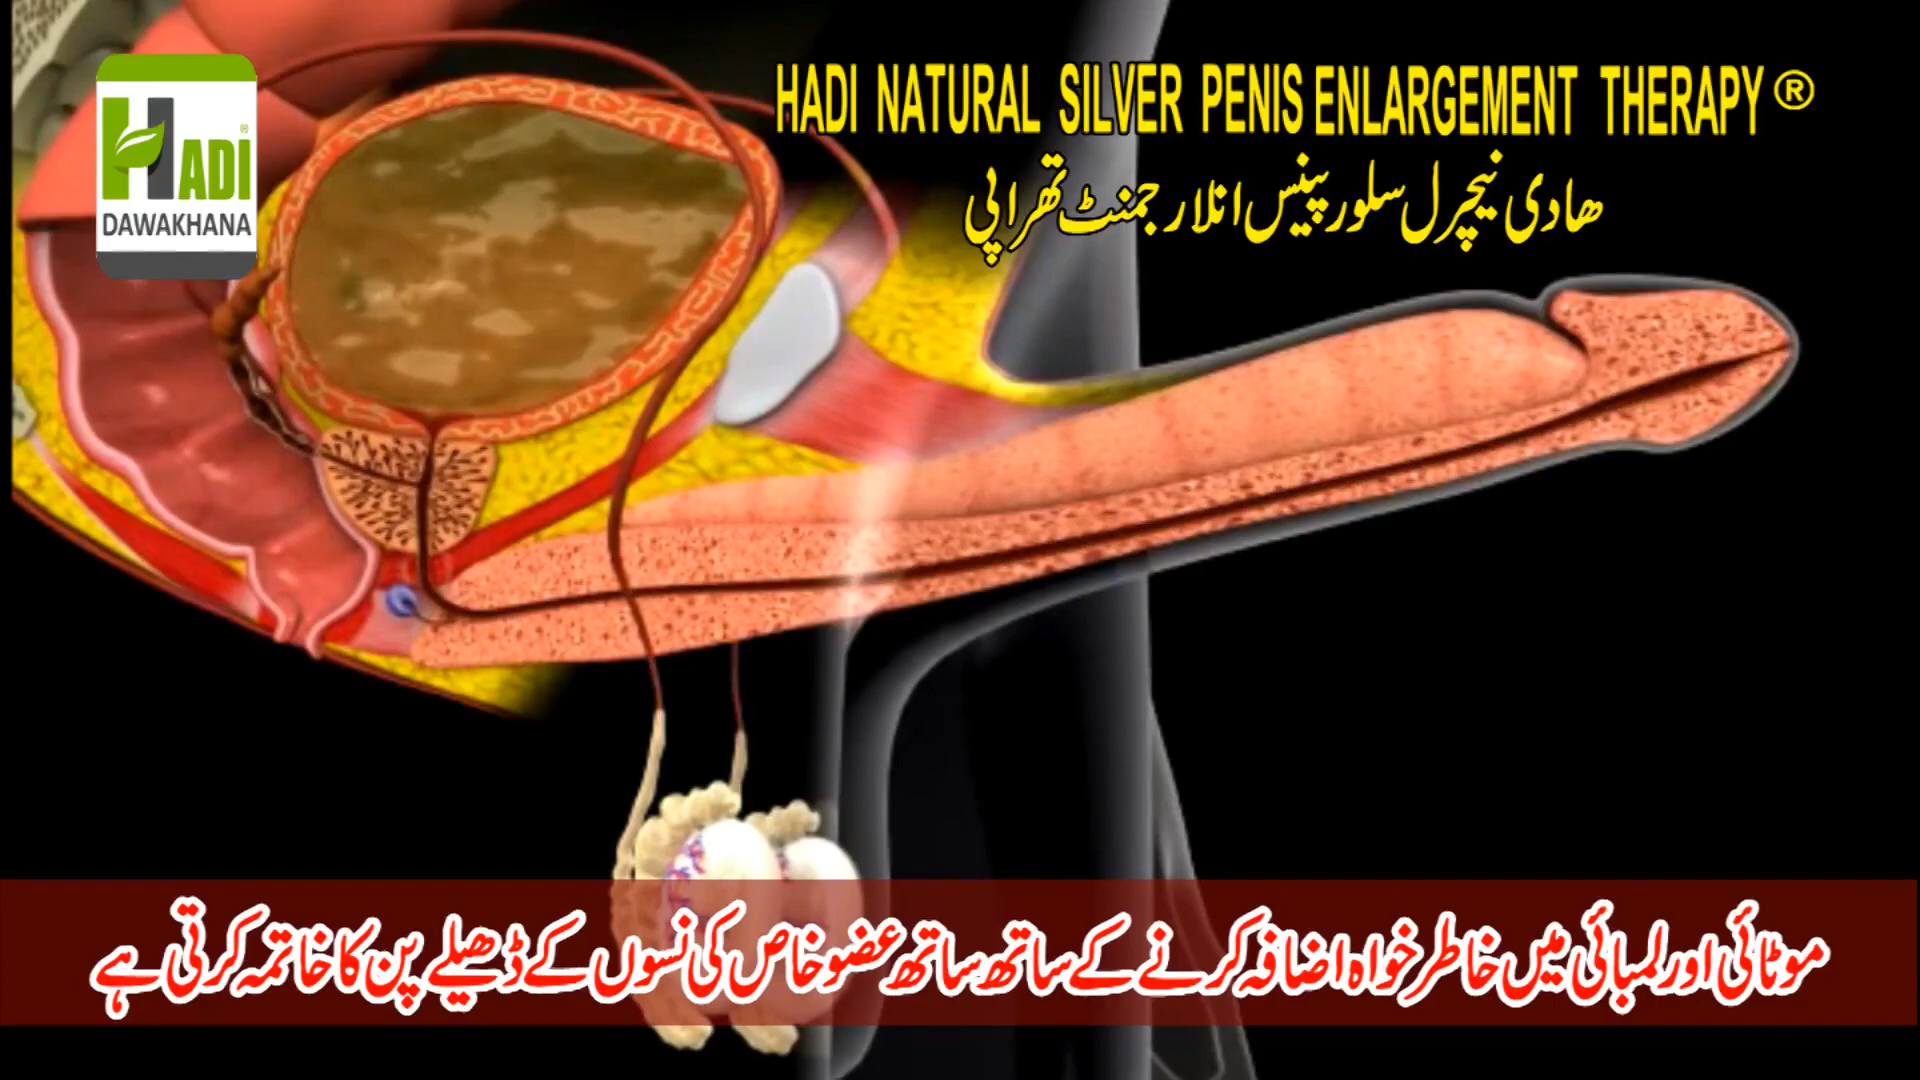 HADI NATURAL SILVER PENIS ENLARGEMENT THERAPY ®
ھادی نیچرل سلور پینس انلارجمنٹ تھراپی
HADI ®
DAWAKHANA
موٹائی اور لمبائی میں خاطر خواہ اضافہ کرنے کے ساتھ ساتھ عضو خاص کی نسوں کے ڈھیلے پن کا خاتمہ کرتی ہے